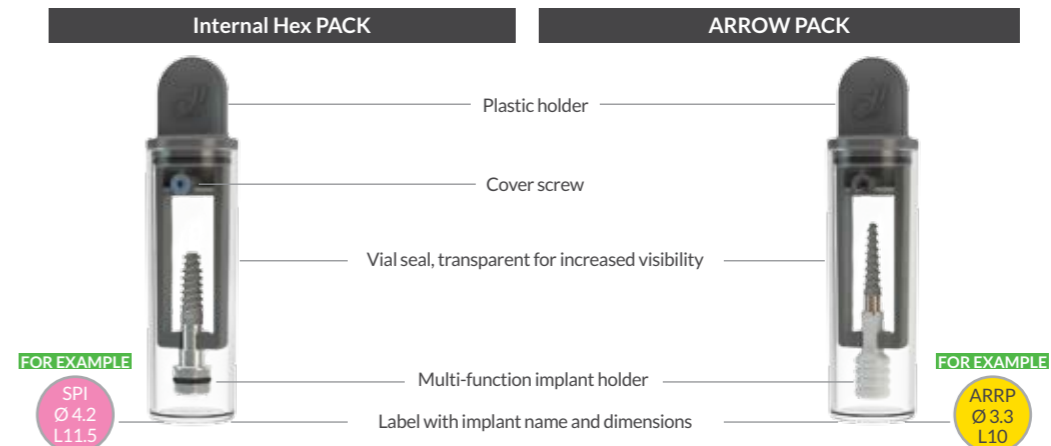 Internal Hex PACK
ARROW PACK
Plastic holder
Cover screw
Vial seal, transparent for increased visibility
FOR EXAMPLE
SPI
Ø 4.2
L11.5
Multi-function implant holder
Label with implant name and dimensions
FOR EXAMPLE
ARRP
Ø 3.3
L10